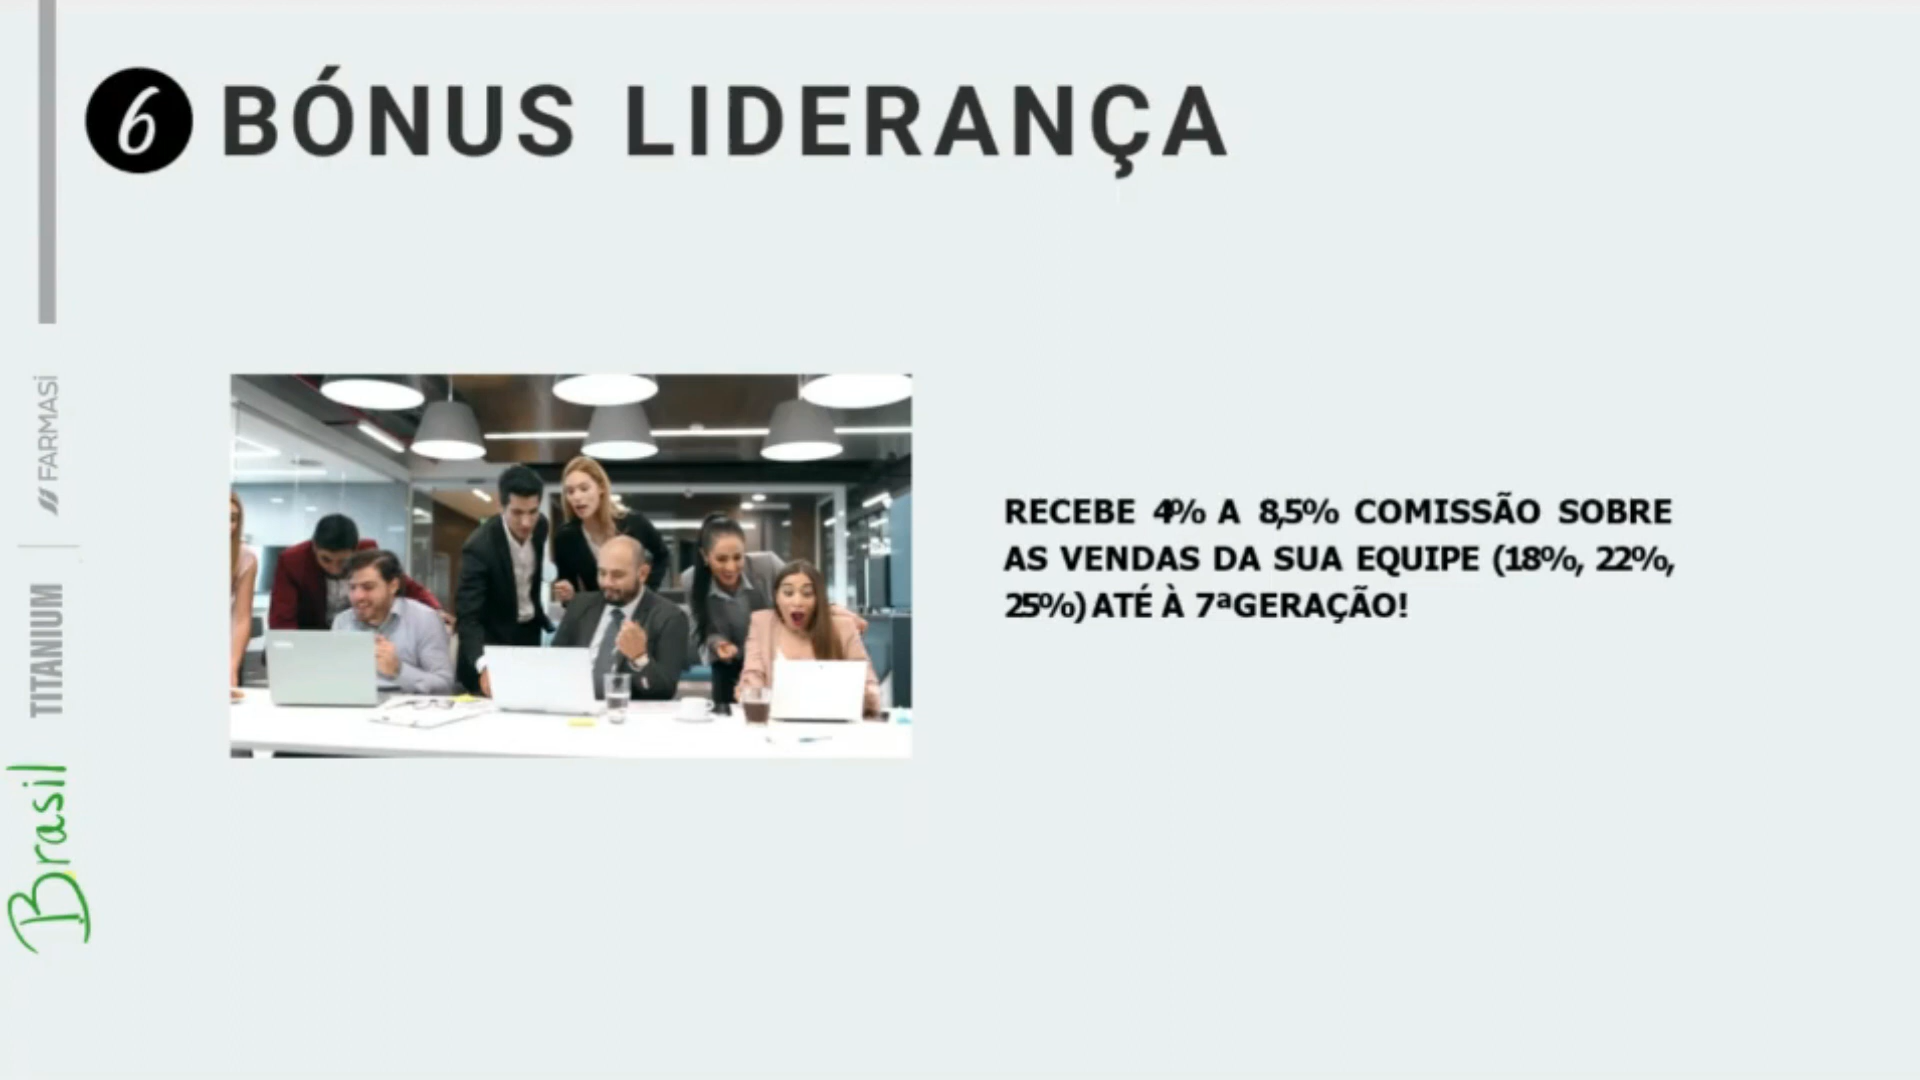 6 BÓNUS LIDERANÇA
RECEBE 4% A 8,5% COMISSÃO SOBRE
AS VENDAS DA SUA EQUIPE (18%, 22%,
25%) ATÉ À 7ªGERAÇÃO!
FARMASi
TITANIUM
Brasil